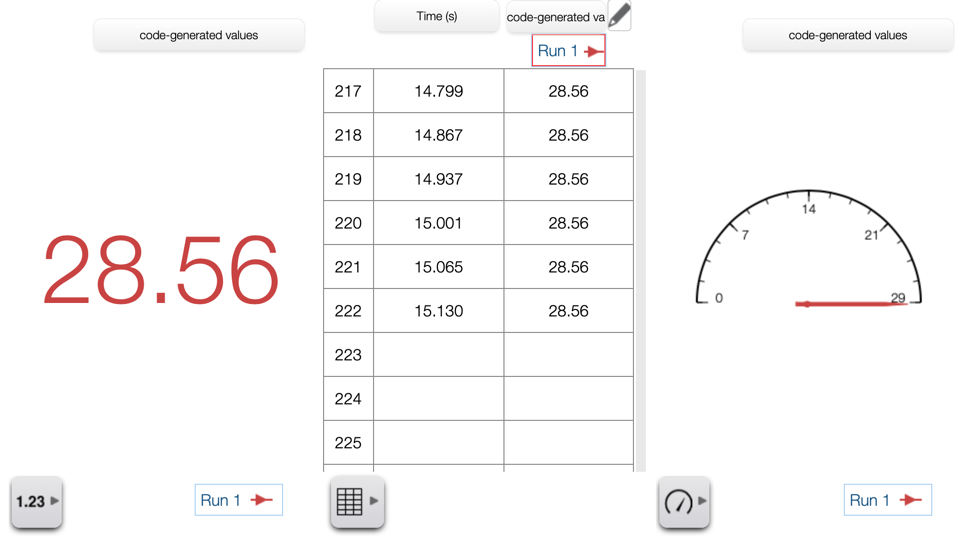 code-generated values
28.56
1.23
Run 1
Time (s)
code-generated va
Run 1
217 14.799 28.56
218 14.867 28.56
219 14.937 28.56
220 15.001 28.56
221 15.065 28.56
222 15.130 28.56
223
224
225
code-generated values
0 7 14 21 29
Run 1